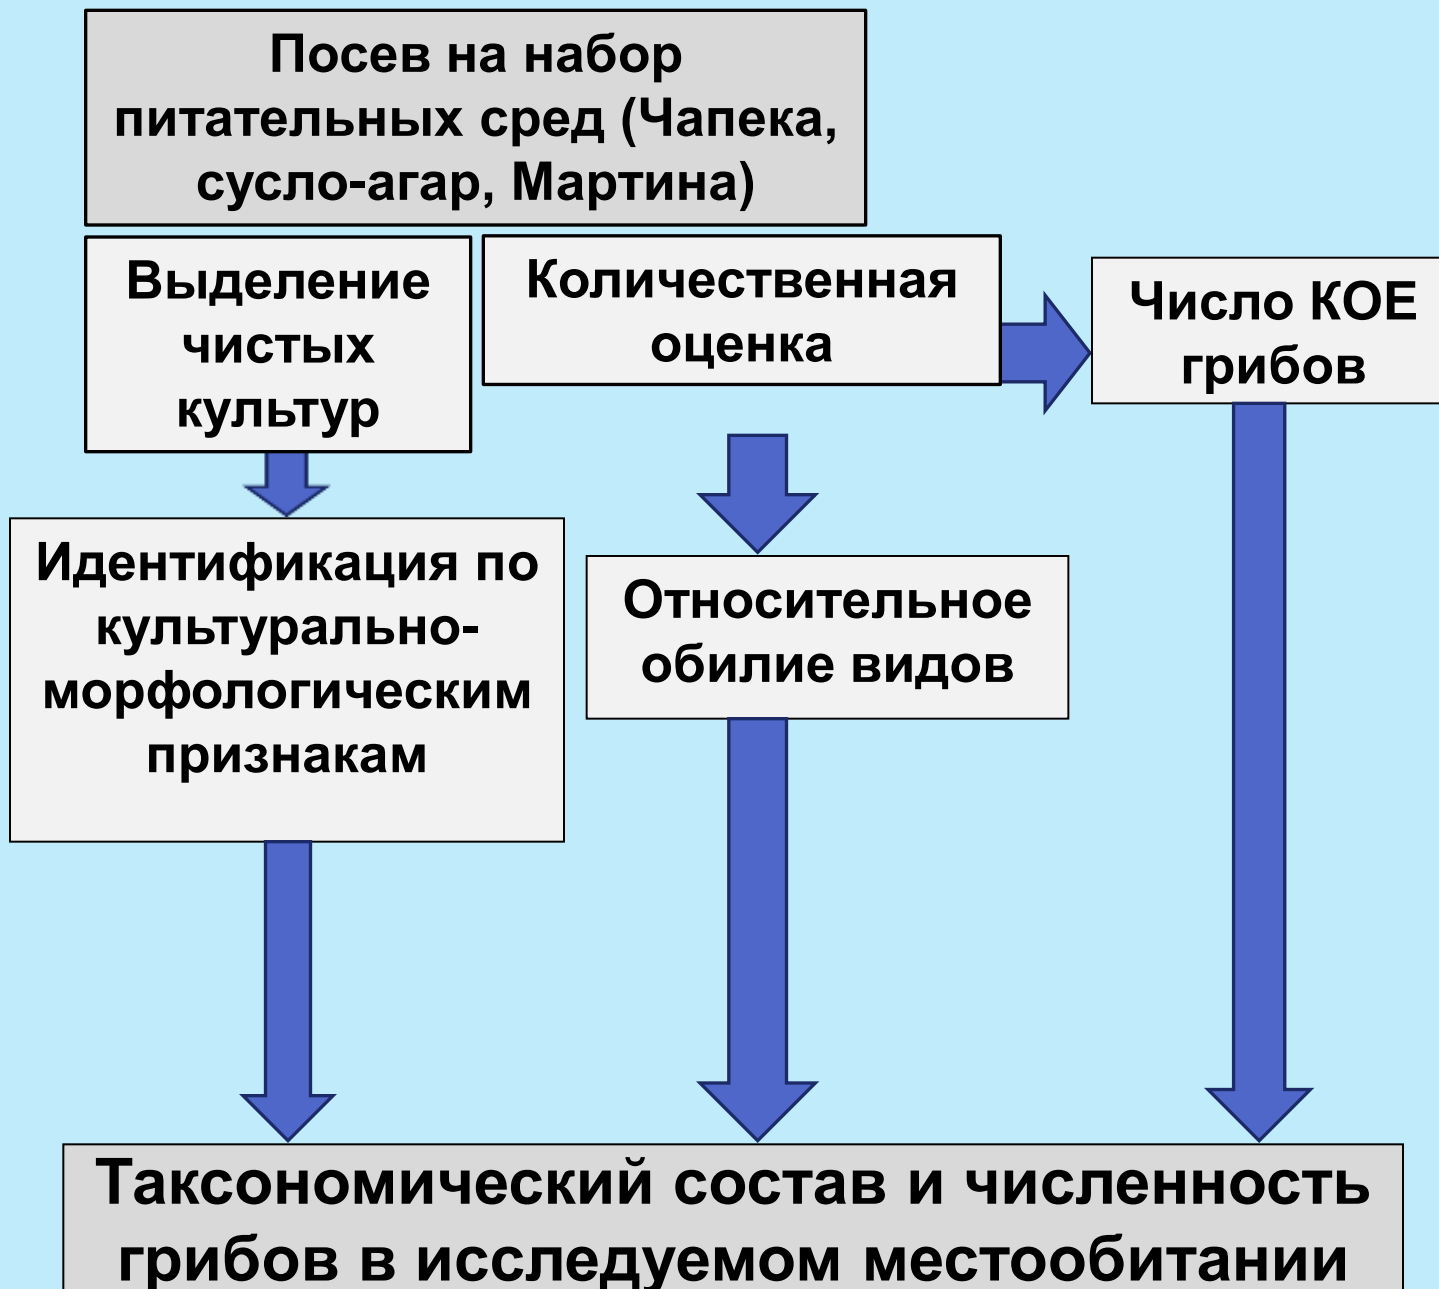 Посев на набор
питательных сред (Чапека,
сусло-агар, Мартина)
Выделение
чистых
культур
Количественная
оценка
Число КОЕ
грибов
Идентификация по
культурально-
морфологическим
признакам
Относительное
обилие видов
Таксономический состав и численность
грибов в исследуемом местообитании